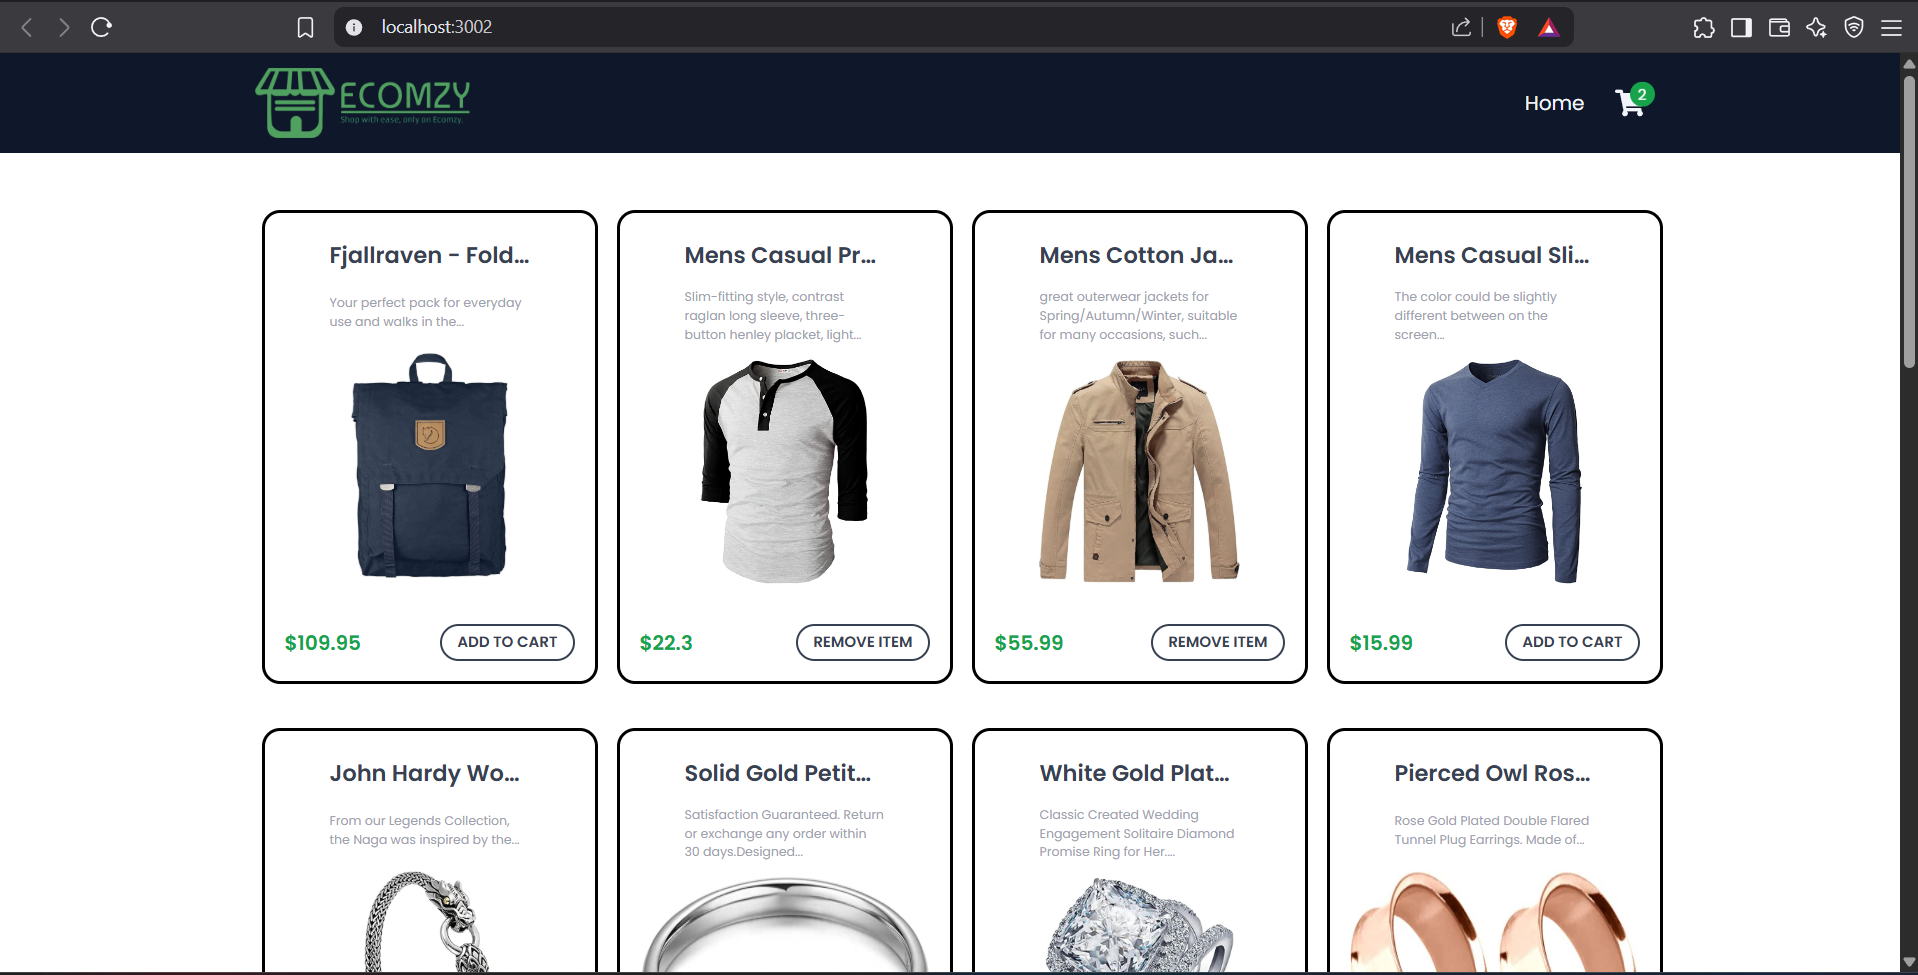 localhost:3002
ECOMZY
Shop with ease, only on Ecomzy.
Home
2
Fjallraven - Fold...
Your perfect pack for everyday
use and walks in the...
$109.95
ADD TO CART
Mens Casual Pr...
Slim-fitting style, contrast
raglan long sleeve, three-
button henley placket, light...
$22.3
REMOVE ITEM
Mens Cotton Ja...
great outerwear jackets for
Spring/Autumn/Winter, suitable
for many occasions, such...
$55.99
REMOVE ITEM
Mens Casual Sli...
The color could be slightly
different between on the
screen...
$15.99
ADD TO CART
John Hardy Wo...
From our Legends Collection,
the Naga was inspired by the...
Solid Gold Petit...
Satisfaction Guaranteed. Return
or exchange any order within
30 days.Designed...
White Gold Plat...
Classic Created Wedding
Engagement Solitaire Diamond
Promise Ring for Her....
Pierced Owl Ros...
Rose Gold Plated Double Flared
Tunnel Plug Earrings. Made of...